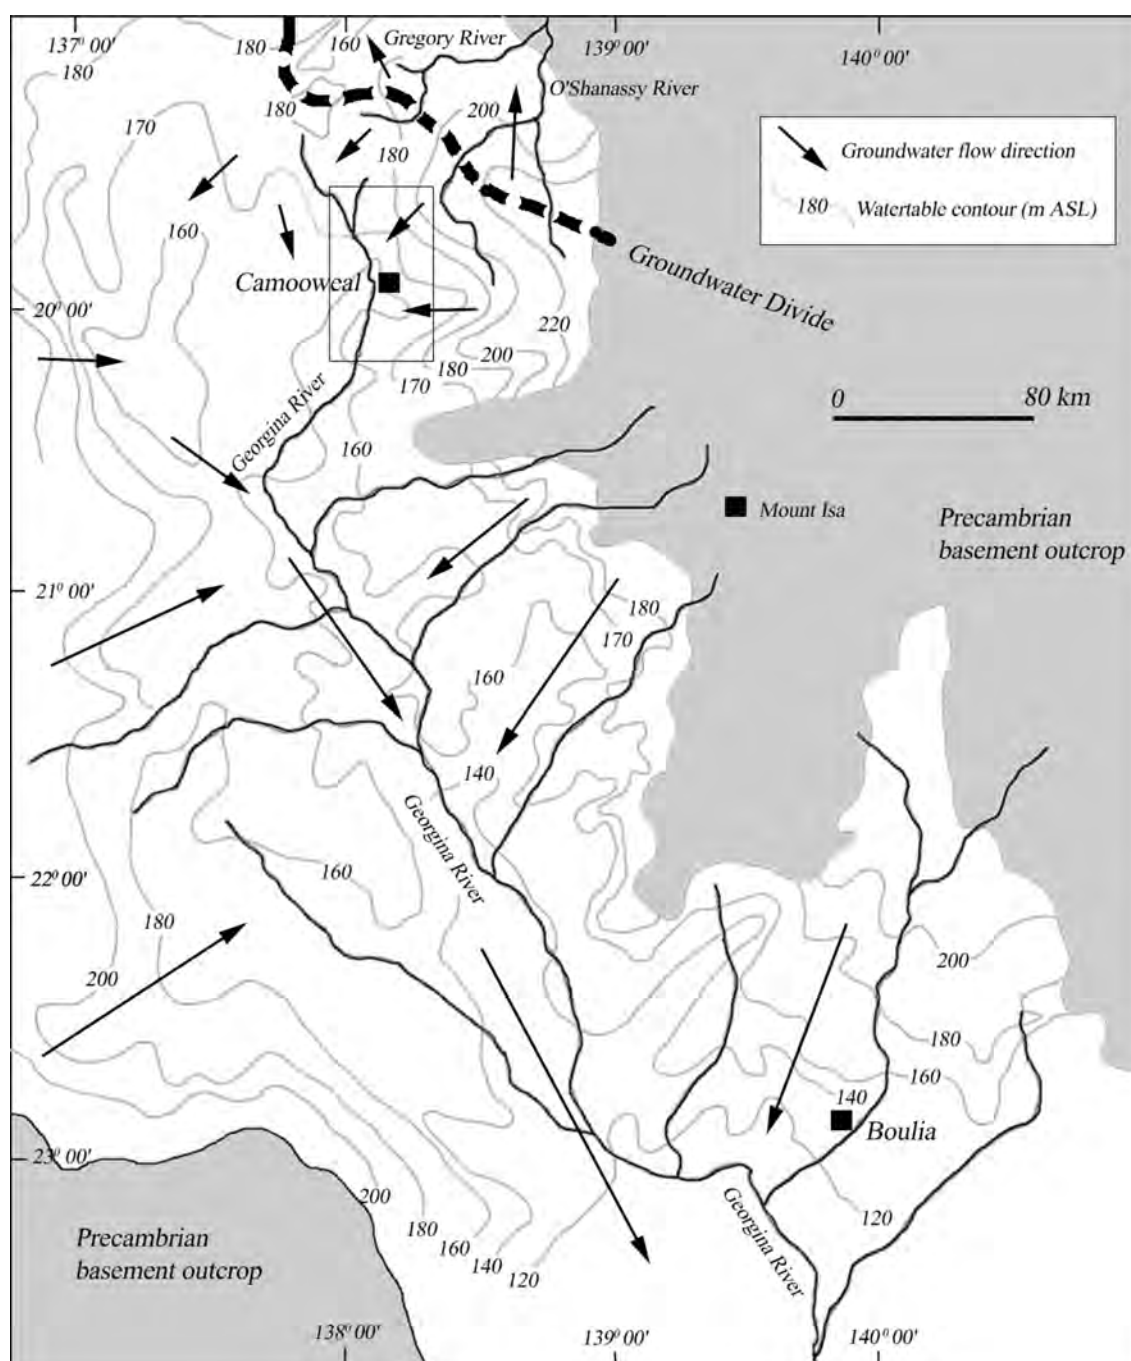 137° 00'
180
160
Gregory River
139° 00'
140° 00'
180
O'Shanassy River
180
200
170
180
Groundwater flow direction
180
Watertable contour (m ASL)
160
Camooweal
Groundwater Divide
20° 00'
220
200
180
170
0
80 km
Georgina River
160
Mount Isa
Precambrian
basement outcrop
21° 00'
180
170
160
140
Georgina River
160
22° 00'
180
200
200
180
160
140
Boulia
23° 00'
200
120
Georgina River
180
160
140
120
Precambrian
basement outcrop
138° 00'
139° 00'
140° 00'